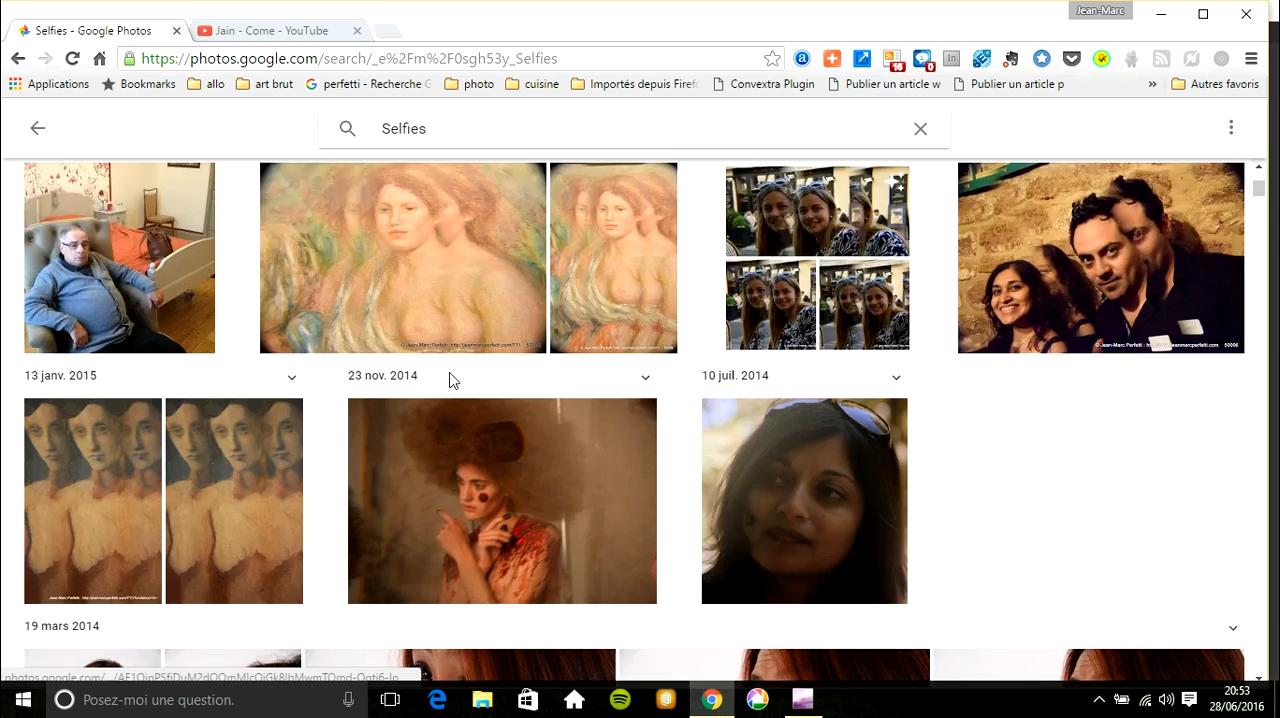 Jean-Marc
Selfies - Google Photos
Jain - Come - YouTube
https://photos.google.com/search/_e%2Fm%2F0sgh53y_Selfies
16
0
In
Applications
Bookmarks
allo
art brut
perfetti - Recherche G
photo
cuisine
Importés depuis Firef
Convextra Plugin
Publier un article w
Publier un article p
»
Autres favoris
Selfies
13 janv. 2015
23 nov. 2014
10 juil. 2014
19 mars 2014
Posez-moi une question.
20:53
28/06/2016